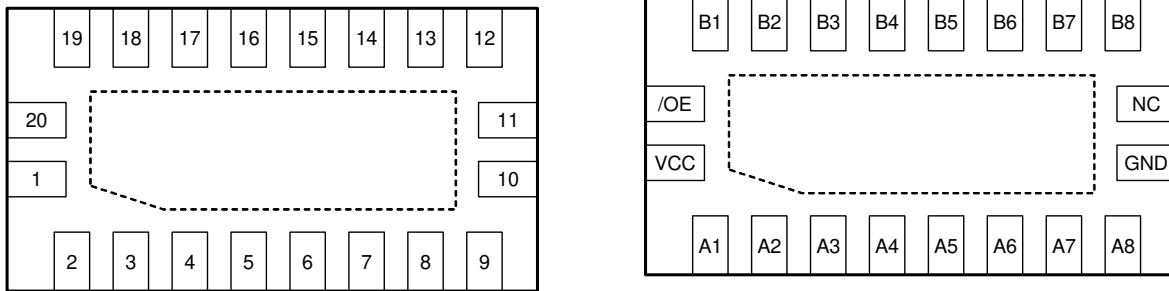 19 18 17 16 15 14 13 12
20 11
1 10
2 3 4 5 6 7 8 9
B1 B2 B3 B4 B5 B6 B7 B8
/OE NC
VCC GND
A1 A2 A3 A4 A5 A6 A7 A8